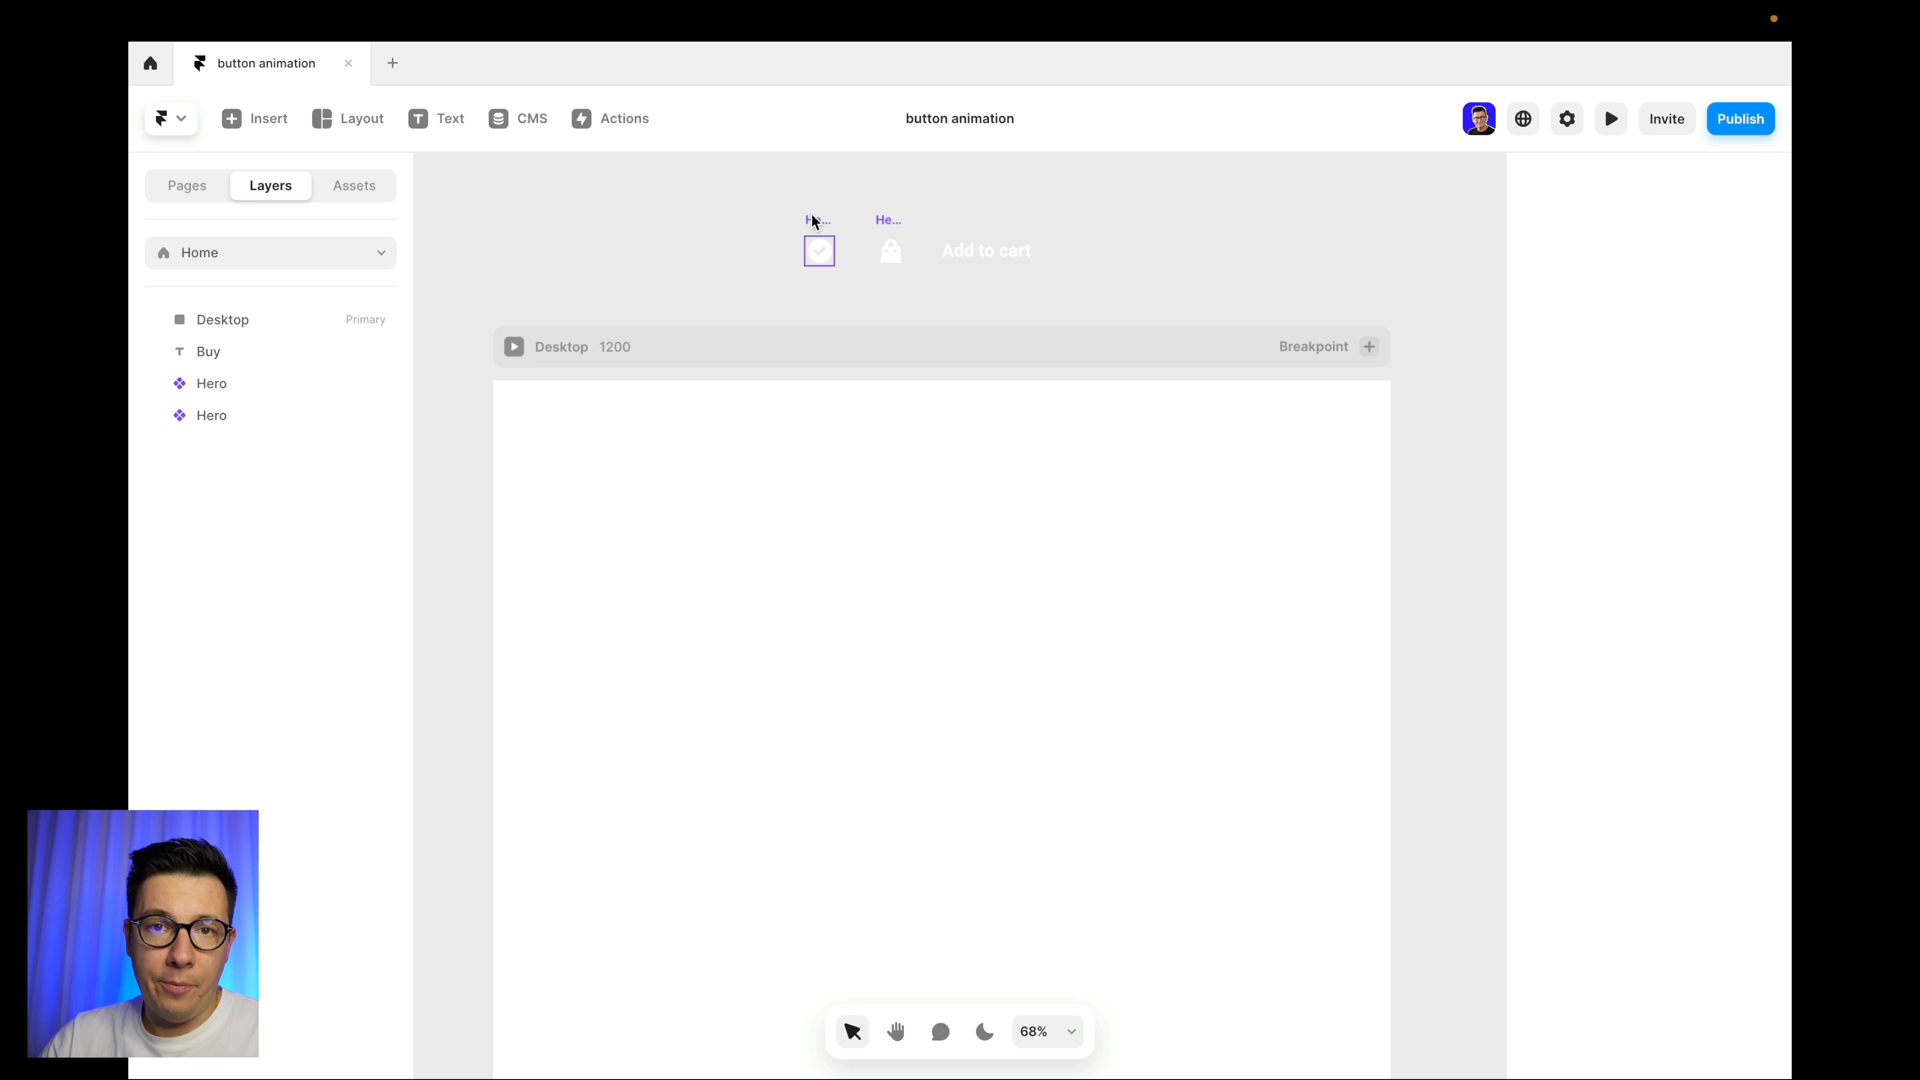 button animation
Insert
Layout
Text
CMS
Actions
button animation
Invite
Publish
Pages
Layers
Assets
Home
Desktop
Primary
Buy
Hero
Hero
He...
Add to cart
Desktop 1200
Breakpoint
68%